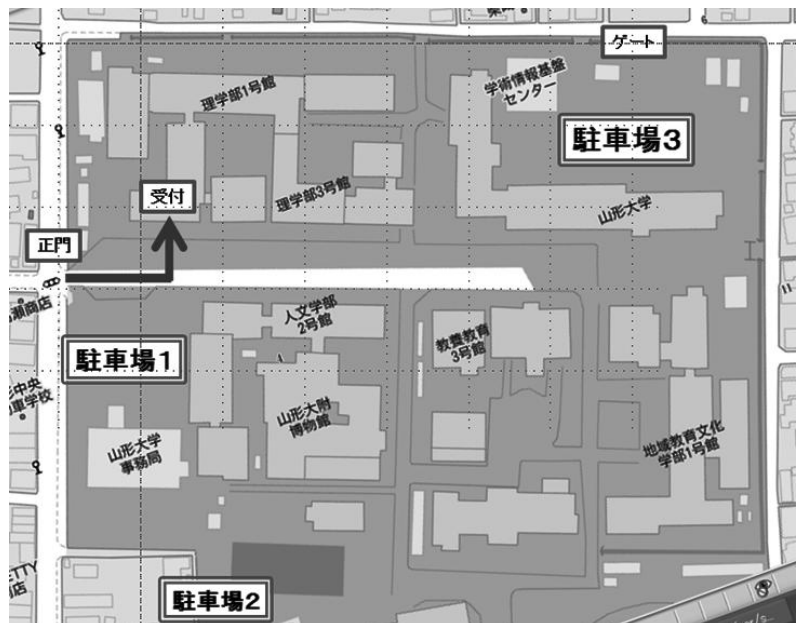 ゲート
学術情報基盤
センター
理学部1号館
駐車場3
受付
理学部3号館
山形大学
正門
人文学部
2号館
教養教育
3号館
駐車場1
山形大附
博物館
山形大学
事務局
地域教育文化
学部1号館
駐車場2